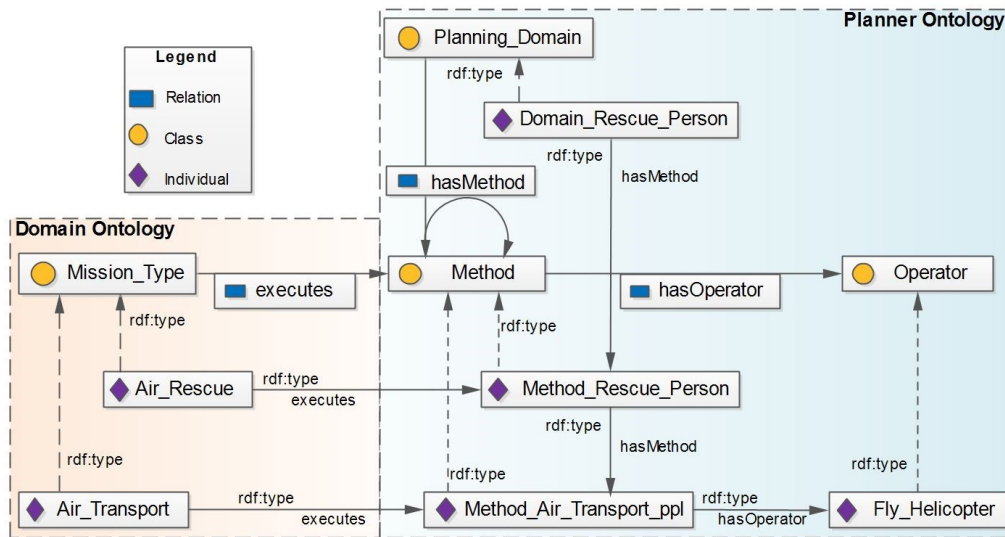 Planner Ontology
Legend
Relation
Class
Individual
Planning_Domain
rdf:type
Domain_Rescue_Person
rdf:type
hasMethod
hasMethod
Domain Ontology
Mission_Type
executes
Method
hasOperator
Operator
rdf:type
rdf:type
Air_Rescue
rdf:type
executes
Method_Rescue_Person
rdf:type
hasMethod
rdf:type
rdf:type
rdf:type
Air_Transport
rdf:type
executes
Method_Air_Transport_ppl
rdf:type
hasOperator
Fly_Helicopter